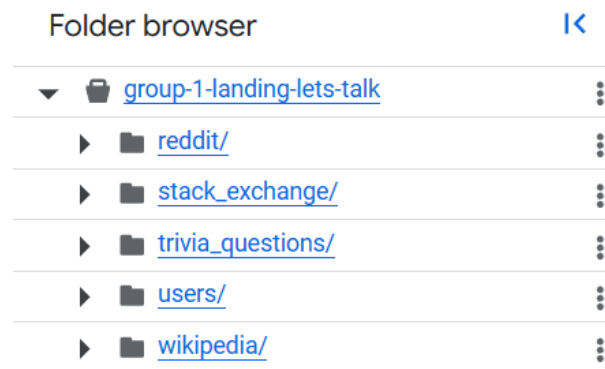 Folder browser
group-1-landing-lets-talk
reddit/
stack_exchange/
trivia_questions/
users/
wikipedia/